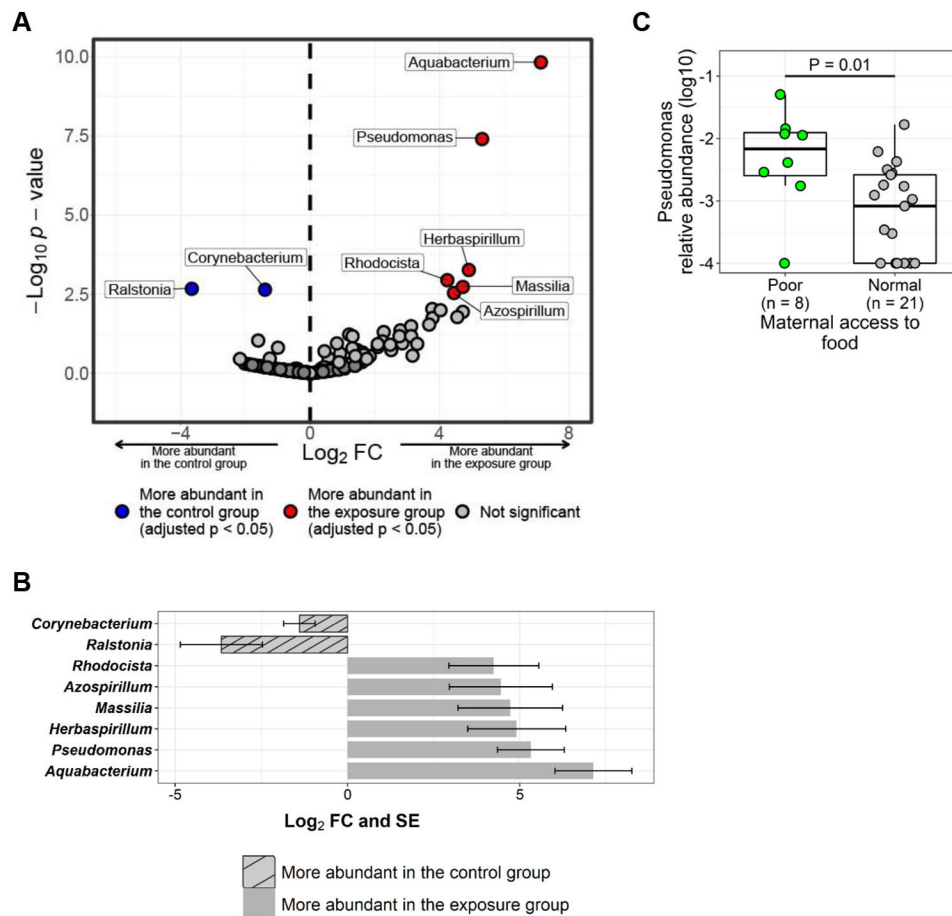 A
10.0
7.5
5.0
2.5
0.0
−Log10 p − value
Aquabacterium
Pseudomonas
Herbaspirillum
Rhodocista
Massilia
Azospirillum
Corynebacterium
Ralstonia
−4
0
4
8
Log2 FC
More abundant
in the control group
More abundant
in the exposure group
More abundant in
the control group
(adjusted p < 0.05)
More abundant in
the exposure group
(adjusted p < 0.05)
Not significant
C
P = 0.01
Pseudomonas
relative abundance (log10)
-1
-2
-3
-4
Poor
(n = 8)
Normal
(n = 21)
Maternal access to
food
B
Corynebacterium
Ralstonia
Rhodocista
Azospirillum
Massilia
Herbaspirillum
Pseudomonas
Aquabacterium
-5
0
5
Log2 FC and SE
More abundant in the control group
More abundant in the exposure group